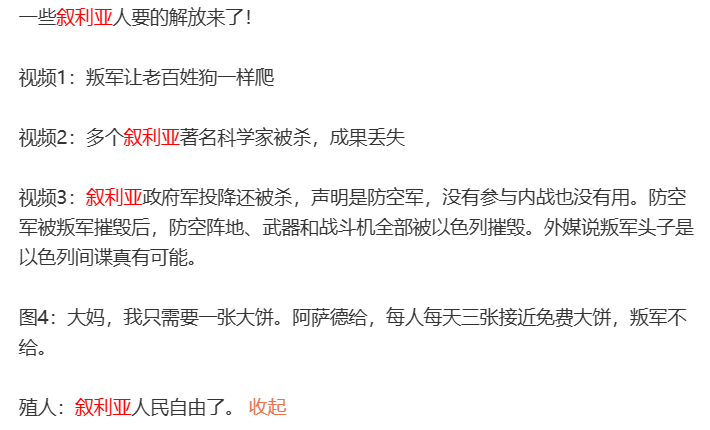 一些叙利亚人要的解放来了！
视频1：叛军让老百姓狗一样爬
视频2：多个叙利亚著名科学家被杀，成果丢失
视频3：叙利亚政府军投降还被杀，声明是防空军，没有参与内战也没有用。防空
军被叛军摧毁后，防空阵地、武器和战斗机全部被以色列摧毁。外媒说叛军头子是
以色列间谍真有可能。
图4：大妈，我只需要一张大饼。阿萨德给，每人每天三张接近免费大饼，叛军不
给。
殖人：叙利亚人民自由了。 收起